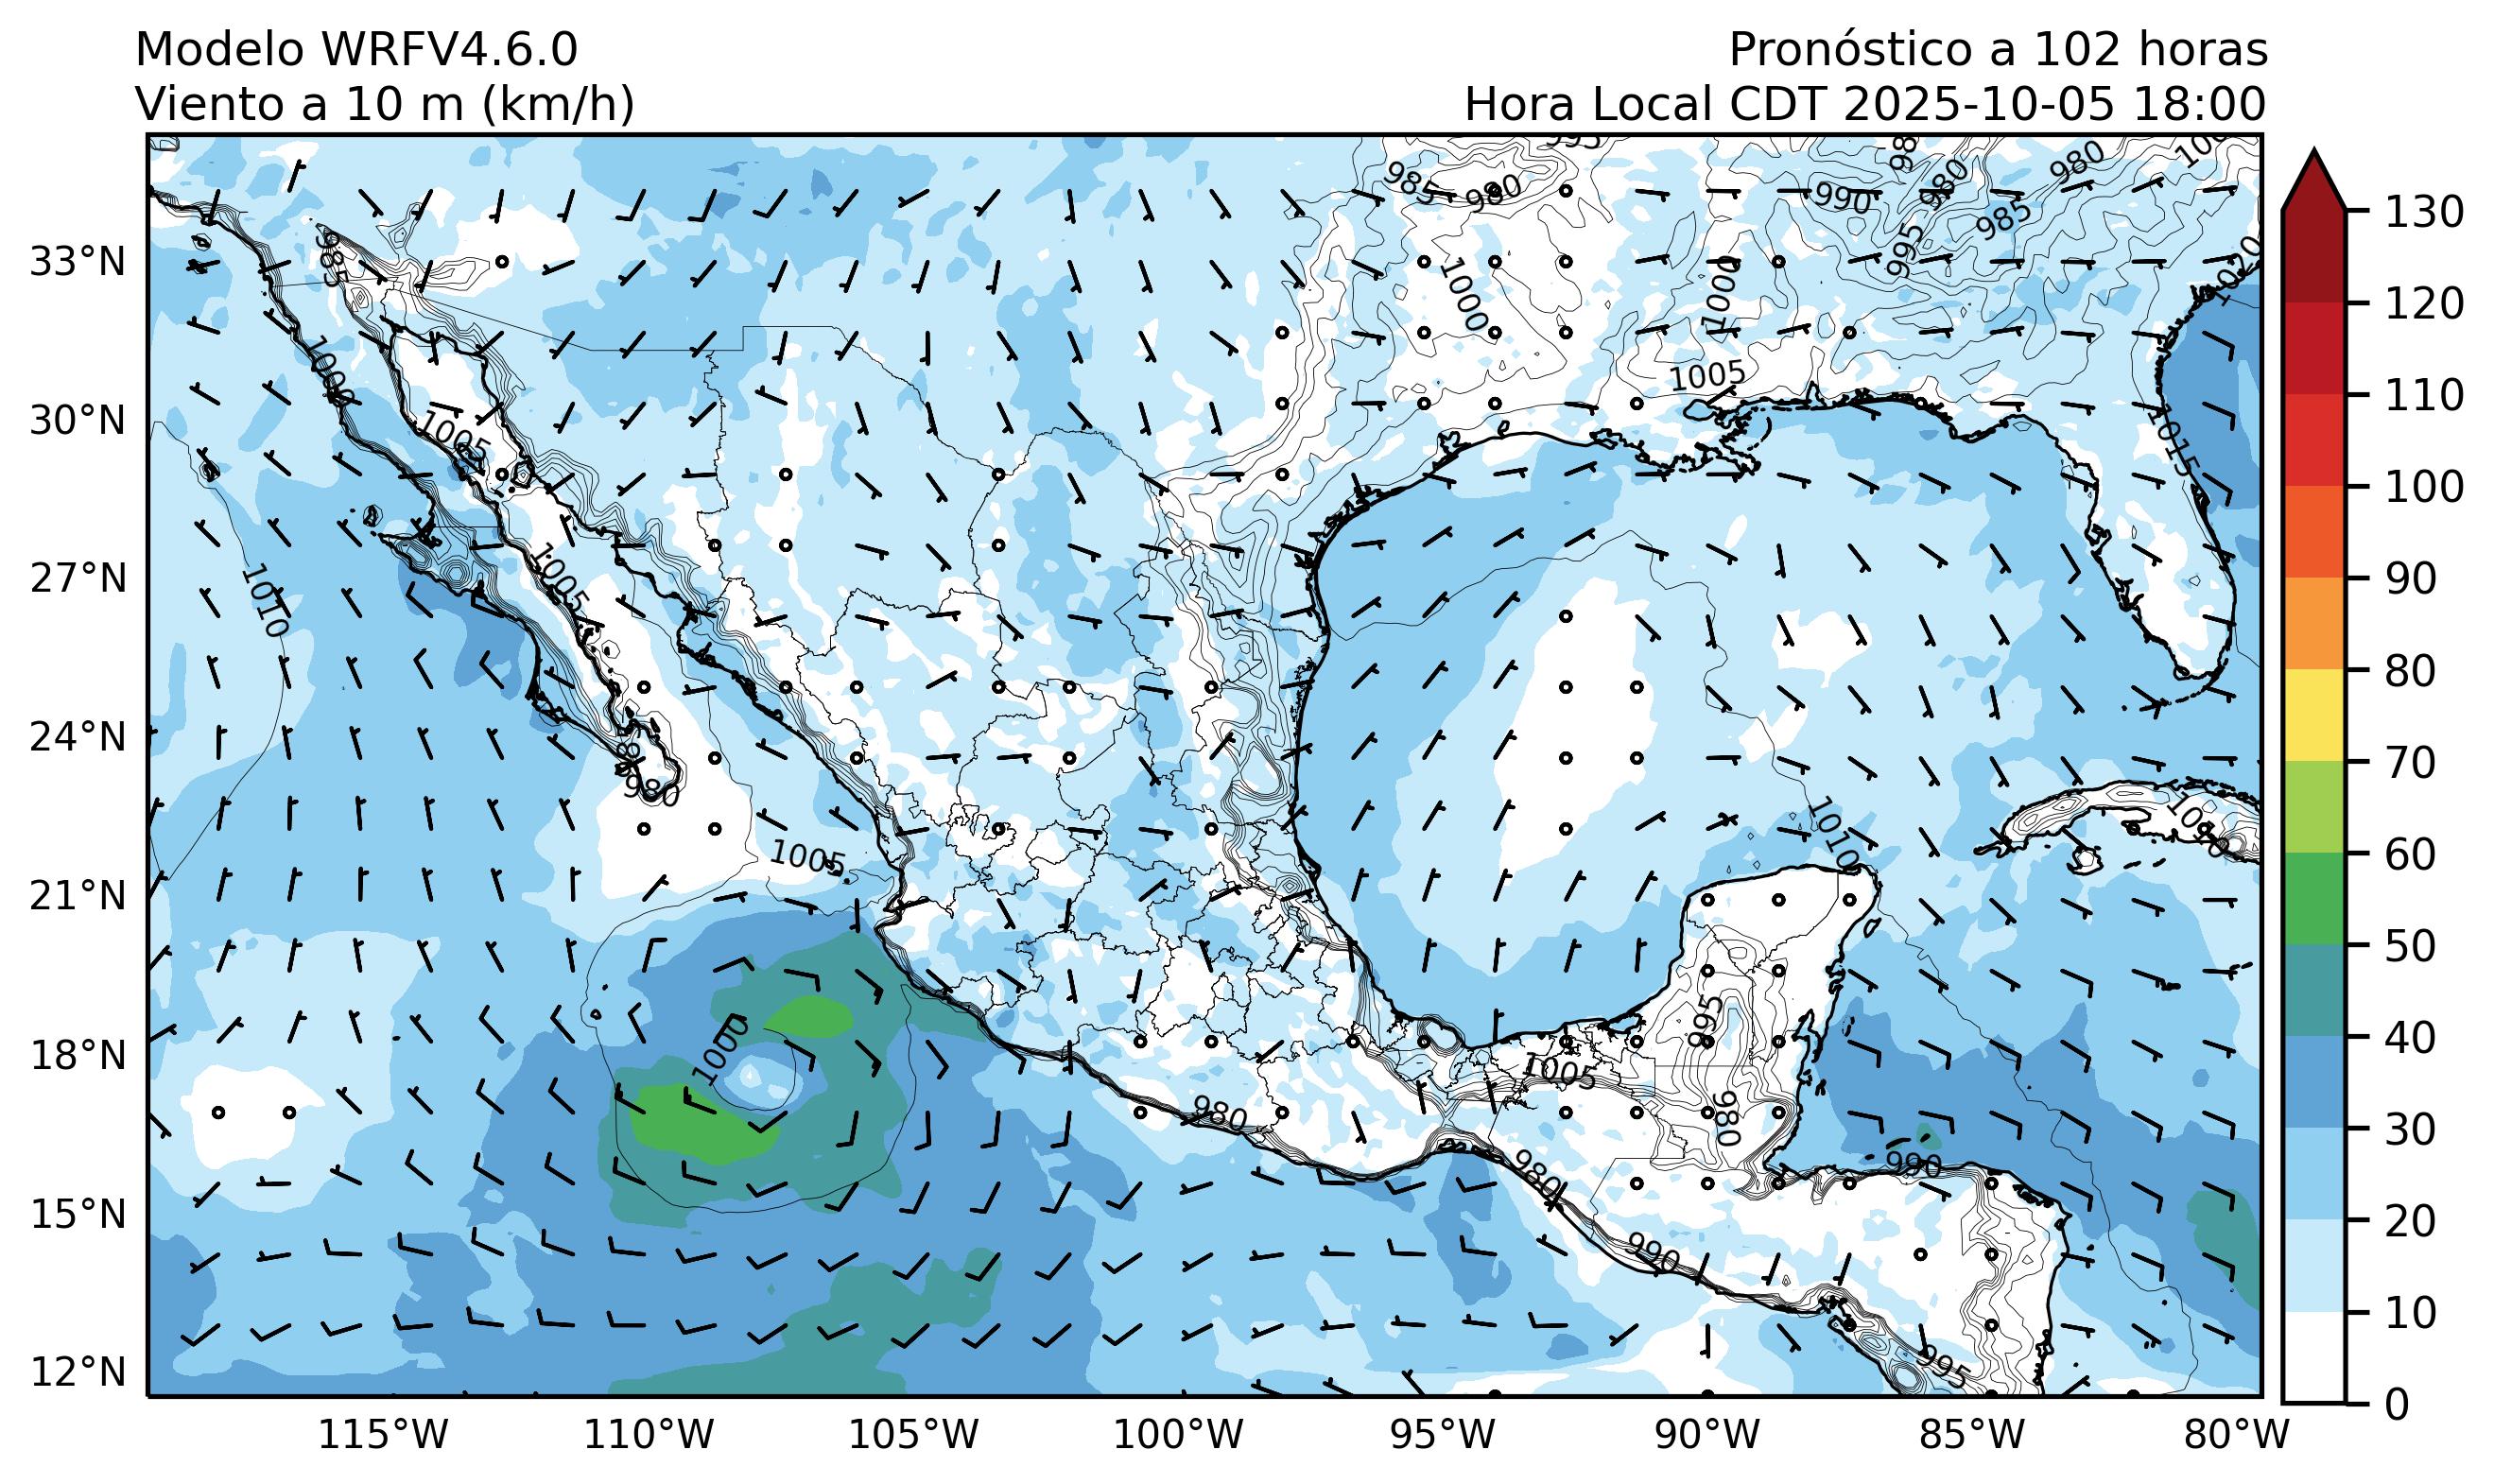 Modelo WRFV4.6.0
Viento a 10 m (km/h)
Pronóstico a 102 horas
Hora Local CDT 2025-10-05 18:00
33°N
30°N
27°N
24°N
21°N
18°N
15°N
12°N
115°W
110°W
105°W
100°W
95°W
90°W
85°W
80°W
130
120
110
100
90
80
70
60
50
40
30
20
10
0
995
985
980
990
980
980
985
995
1000
1000
1005
1020
1015
985
1000
1005
1005
1010
980
1005
1000
1010
1010
995
1005
980
980
980
990
990
995